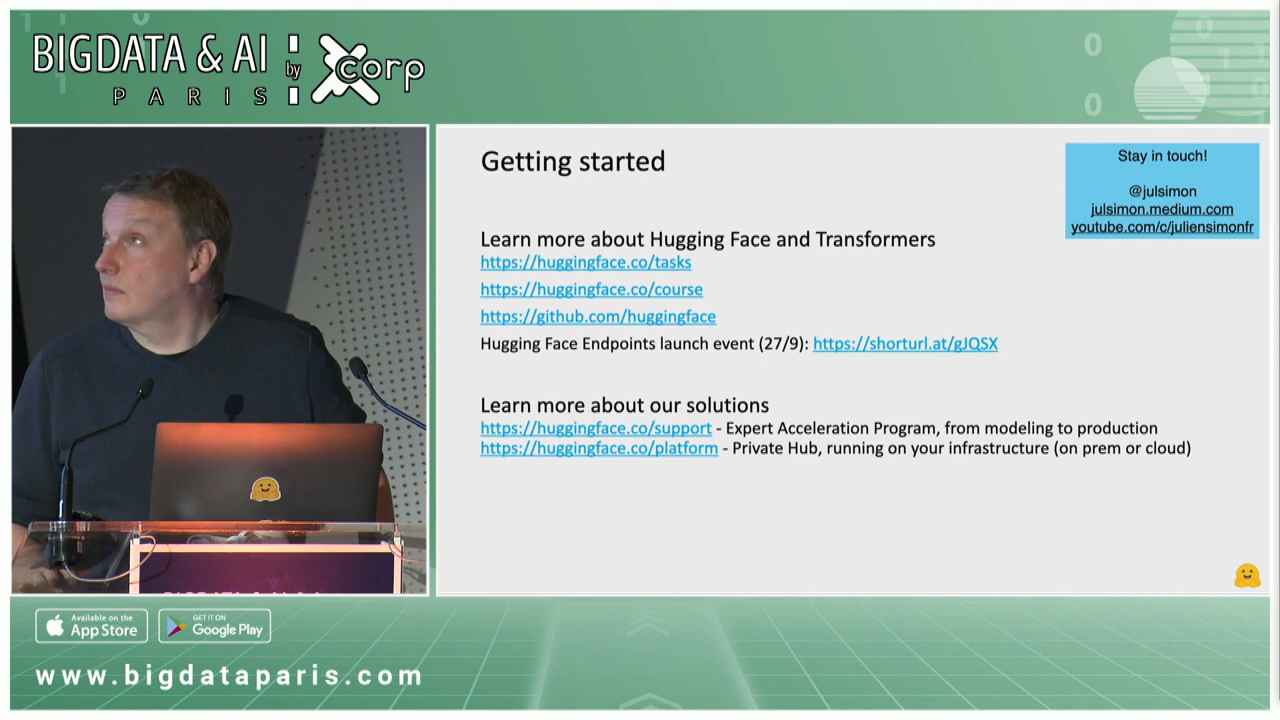 BIGDATA & AI by corp
PARIS
Getting started
Stay in touch!
@julsimon
julsimon.medium.com
youtube.com/c/juliensimonfr
Learn more about Hugging Face and Transformers
https://huggingface.co/tasks
https://huggingface.co/course
https://github.com/huggingface
Hugging Face Endpoints launch event (27/9): https://shorturl.at/gJQSX
Learn more about our solutions
https://huggingface.co/support - Expert Acceleration Program, from modeling to production
https://huggingface.co/platform - Private Hub, running on your infrastructure (on prem or cloud)
Available on the
App Store
GET IT ON
Google Play
www.bigdataparis.com